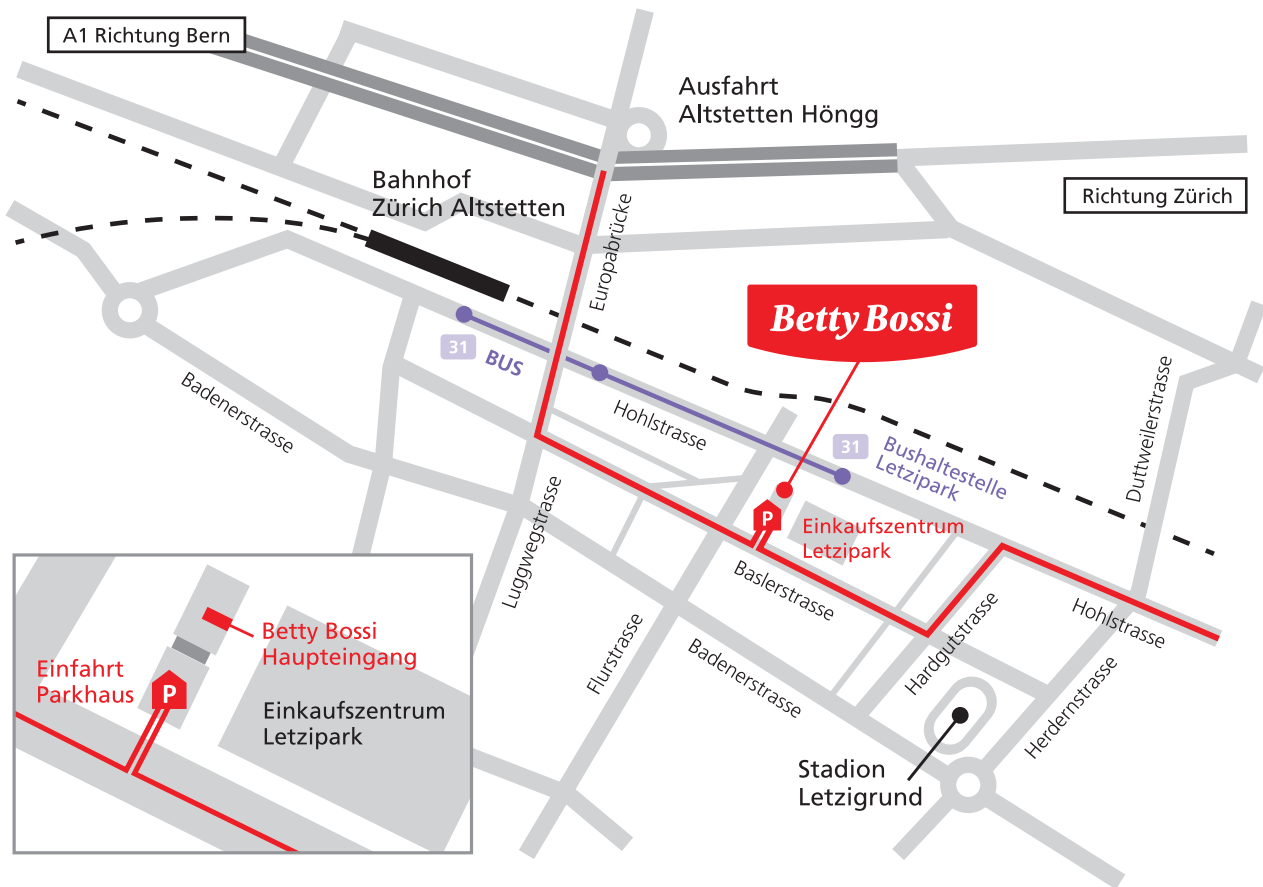 A1 Richtung Bern
Ausfahrt
Altstetten Höngg
Bahnhof
Zürich Altstetten
Richtung Zürich
Europabrücke
Betty Bossi
31
BUS
Badenerstrasse
Hohlstrasse
31
Bushaltestelle
Letzipark
Duttweilerstrasse
P
Einkaufszentrum
Letzipark
Luggwegstrasse
Baslerstrasse
Hohlstrasse
Flurstrasse
Badenerstrasse
Hardgutstrasse
Herdernstrasse
Stadion
Letzigrund
Betty Bossi
Haupteingang
Einfahrt
Parkhaus
P
Einkaufszentrum
Letzipark